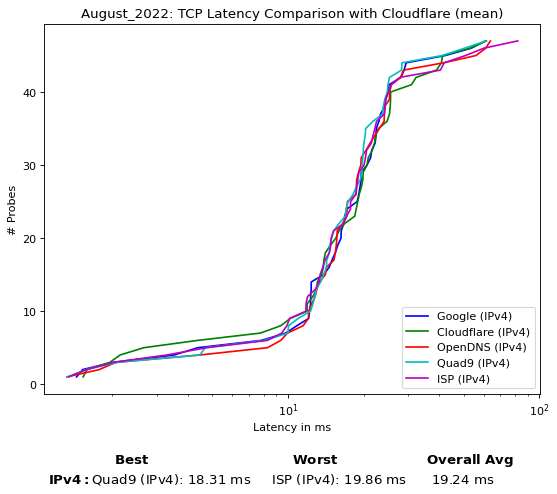 August_2022: TCP Latency Comparison with Cloudflare (mean)
# Probes
40
30
20
10
0
Google (IPv4)
Cloudflare (IPv4)
OpenDNS (IPv4)
Quad9 (IPv4)
ISP (IPv4)
10¹ 10²
Latency in ms
Best Worst Overall Avg
IPv4: Quad9 (IPv4): 18.31 ms ISP (IPv4): 19.86 ms 19.24 ms